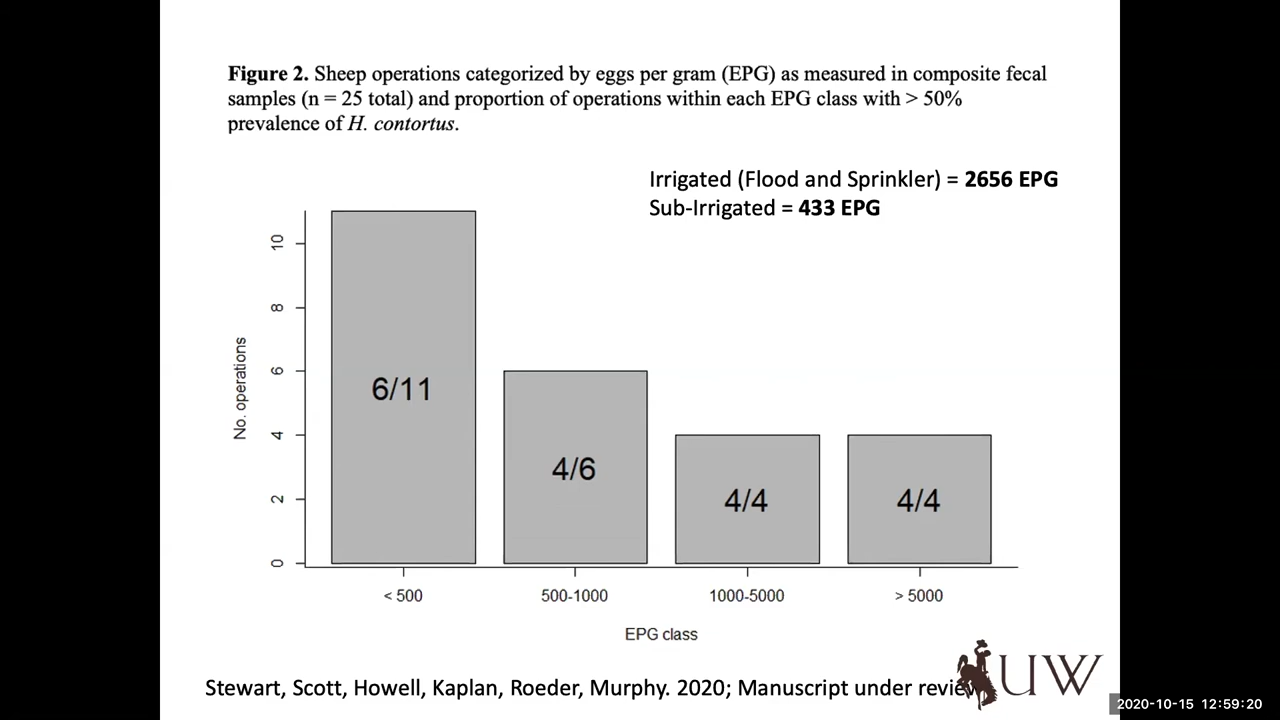 Figure 2. Sheep operations categorized by eggs per gram (EPG) as measured in composite fecal
samples (n = 25 total) and proportion of operations within each EPG class with > 50%
prevalence of H. contortus.
Irrigated (Flood and Sprinkler) = 2656 EPG
Sub-Irrigated = 433 EPG
No. operations
10
8
6
4
2
0
6/11
4/6
4/4
4/4
< 500
500-1000
1000-5000
> 5000
EPG class
Stewart, Scott, Howell, Kaplan, Roeder, Murphy. 2020; Manuscript under review
UW
2020-10-15 12:59:20